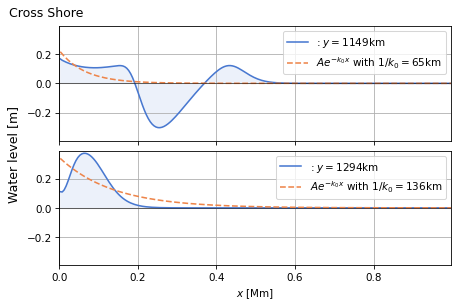 Cross Shore
Water level [m]
0.2
0.0
−0.2
: y = 1149km
Ae^{−k₀x} with 1/k₀ = 65km
0.2
0.0
−0.2
: y = 1294km
Ae^{−k₀x} with 1/k₀ = 136km
0.0 0.2 0.4 0.6 0.8
x [Mm]